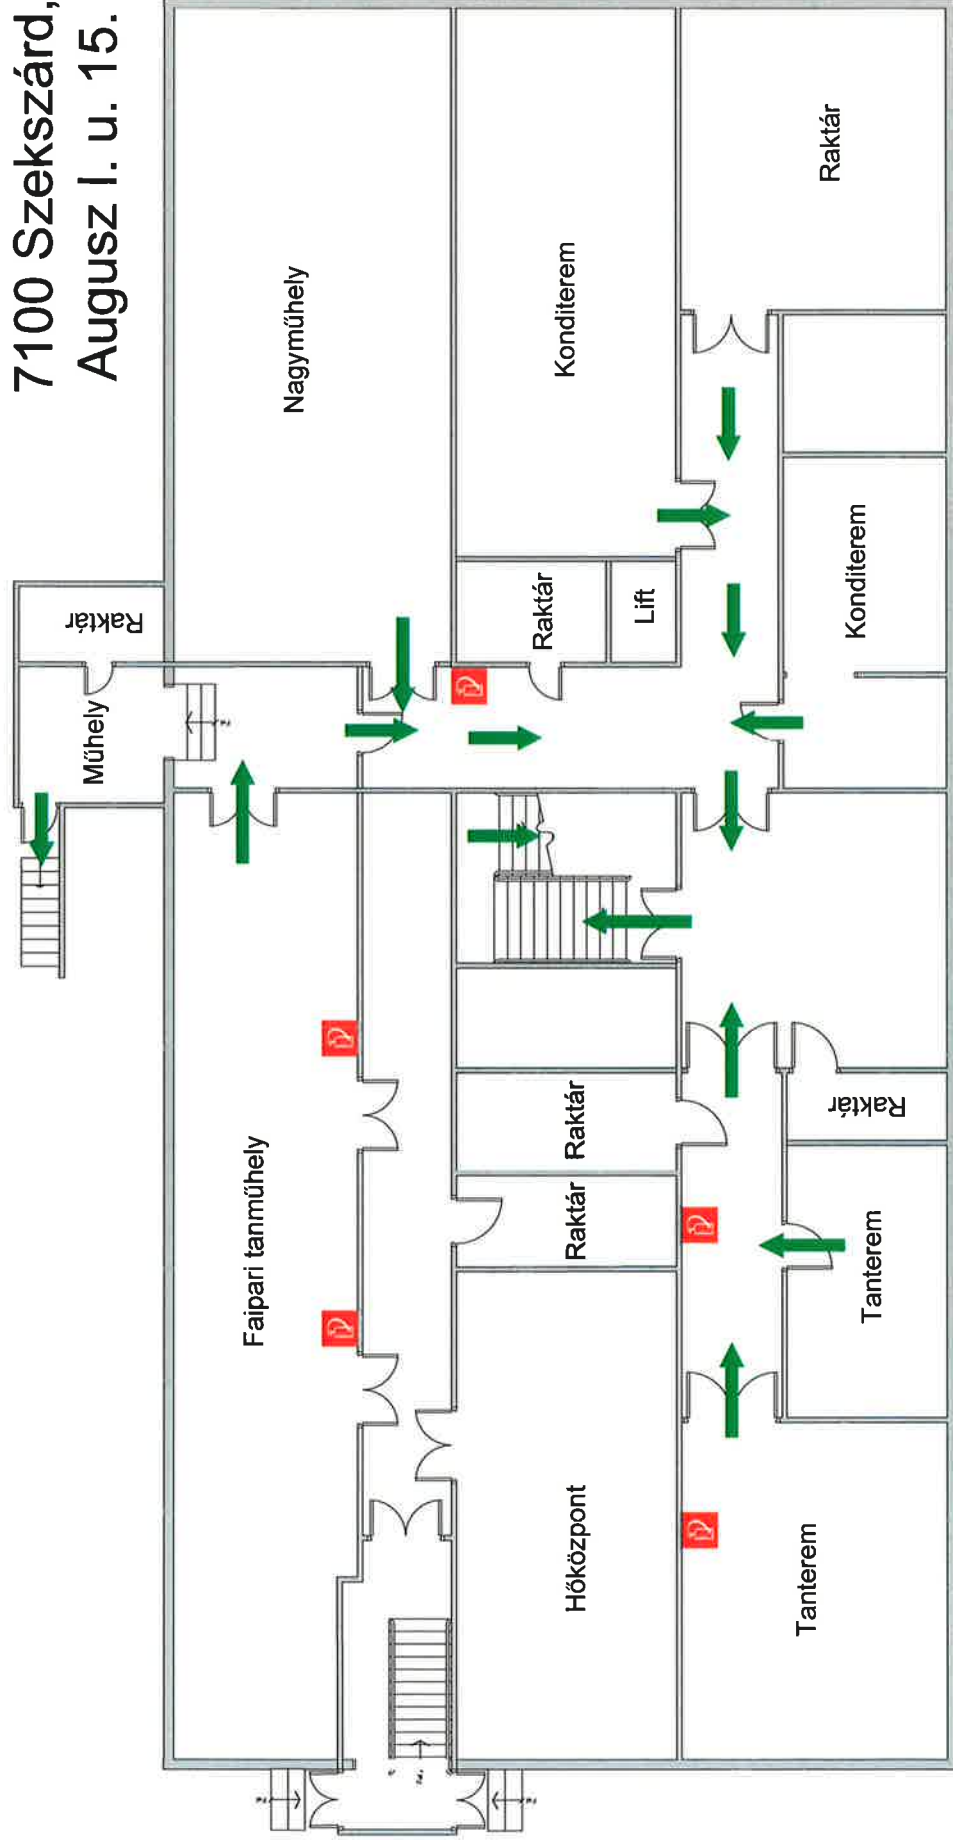 7100 Szekszárd,
Augusz I. u. 15.
Raktár
Műhely
Nagyműhely
Faipari tanműhely
Konditerem
Raktár
Lift
Raktár
Raktár
Hőközpont
Raktár
Konditerem
Raktár
Tanterem
Tanterem